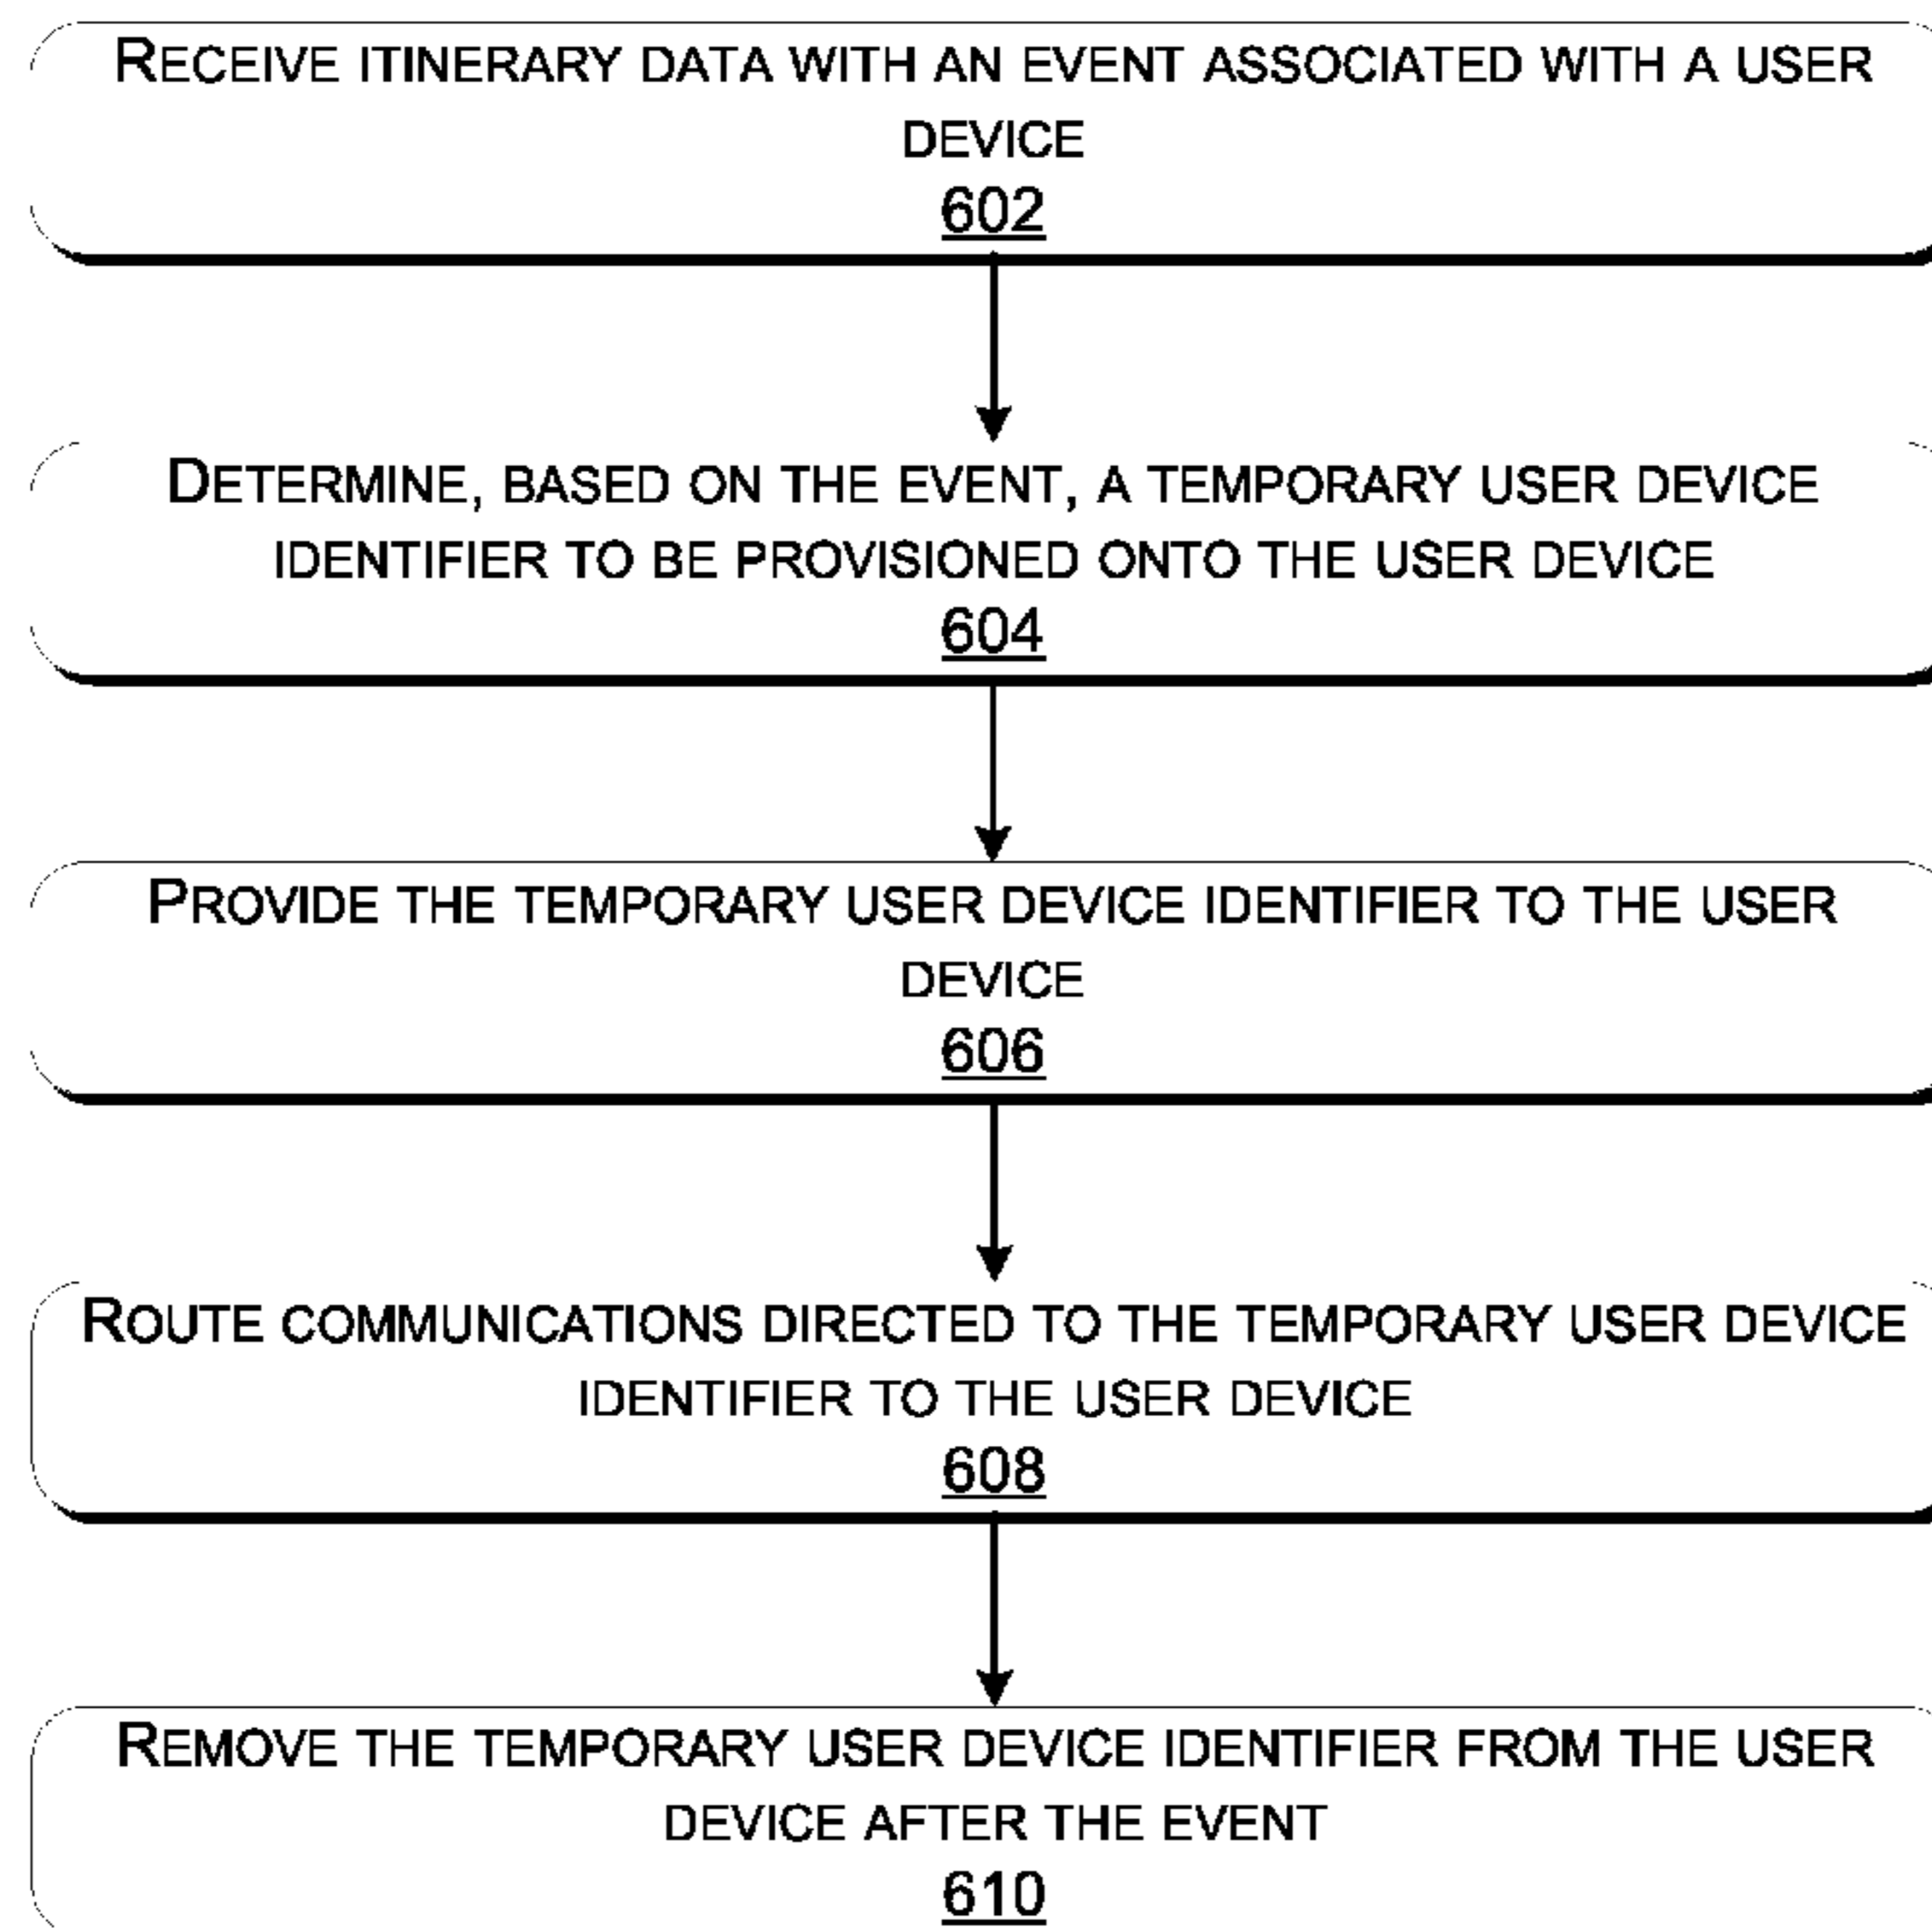 RECEIVE ITINERARY DATA WITH AN EVENT ASSOCIATED WITH A USER
DEVICE
602
DETERMINE, BASED ON THE EVENT, A TEMPORARY USER DEVICE
IDENTIFIER TO BE PROVISIONED ONTO THE USER DEVICE
604
PROVIDE THE TEMPORARY USER DEVICE IDENTIFIER TO THE USER
DEVICE
606
ROUTE COMMUNICATIONS DIRECTED TO THE TEMPORARY USER DEVICE
IDENTIFIER TO THE USER DEVICE
608
REMOVE THE TEMPORARY USER DEVICE IDENTIFIER FROM THE USER
DEVICE AFTER THE EVENT
610